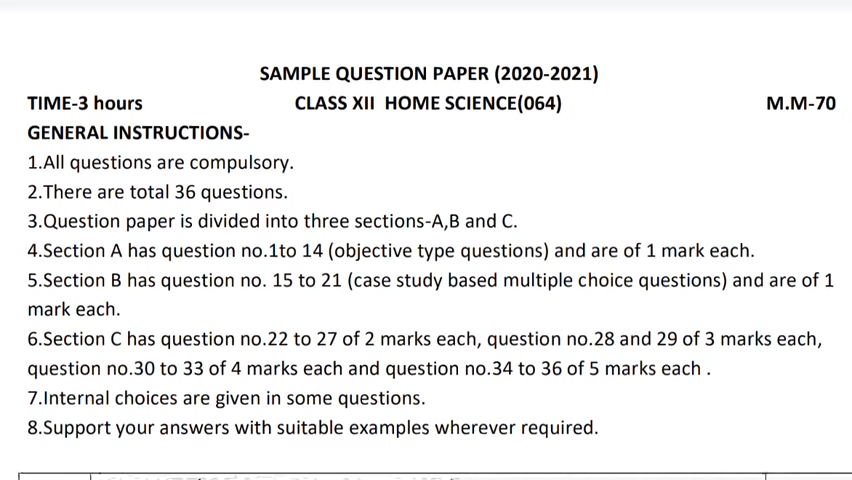 SAMPLE QUESTION PAPER (2020-2021)
TIME-3 hours CLASS XII HOME SCIENCE(064) M.M-70
GENERAL INSTRUCTIONS-
1.All questions are compulsory.
2.There are total 36 questions.
3.Question paper is divided into three sections-A,B and C.
4.Section A has question no.1to 14 (objective type questions) and are of 1 mark each.
5.Section B has question no. 15 to 21 (case study based multiple choice questions) and are of 1
mark each.
6.Section C has question no.22 to 27 of 2 marks each, question no.28 and 29 of 3 marks each,
question no.30 to 33 of 4 marks each and question no.34 to 36 of 5 marks each .
7.Internal choices are given in some questions.
8.Support your answers with suitable examples wherever required.